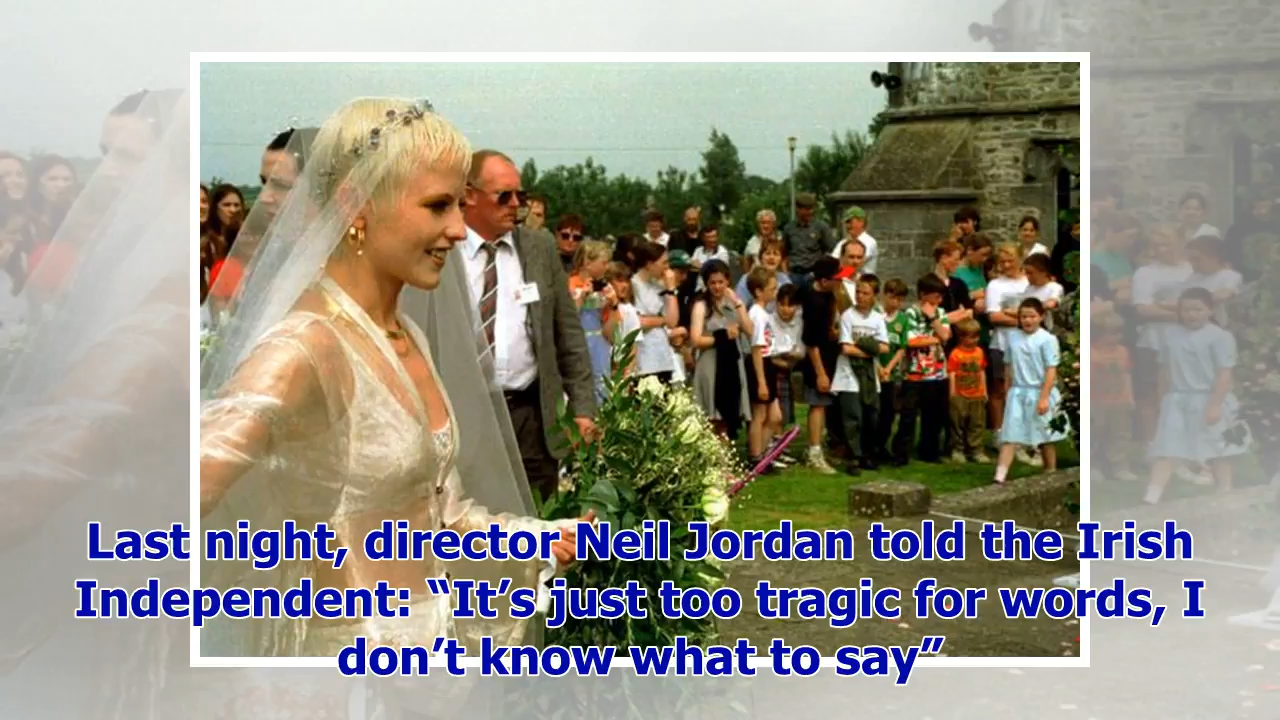 Last night, director Neil Jordan told the Irish
Independent: “It’s just too tragic for words, I
don’t know what to say”